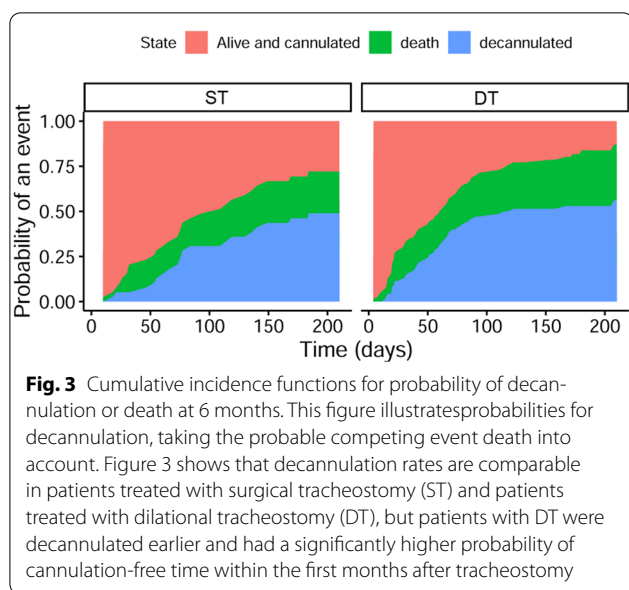 State Alive and cannulated death decannulated
ST DT
1.00
0.75
0.50
0.25
0.00
Probability of an event
0 50 100 150 200 0 50 100 150 200
Time (days)
Fig. 3 Cumulative incidence functions for probability of decan-
nulation or death at 6 months. This figure illustratesprobabilities for
decannulation, taking the probable competing event death into
account. Figure 3 shows that decannulation rates are comparable
in patients treated with surgical tracheostomy (ST) and patients
treated with dilational tracheostomy (DT), but patients with DT were
decannulated earlier and had a significantly higher probability of
cannulation-free time within the first months after tracheostomy